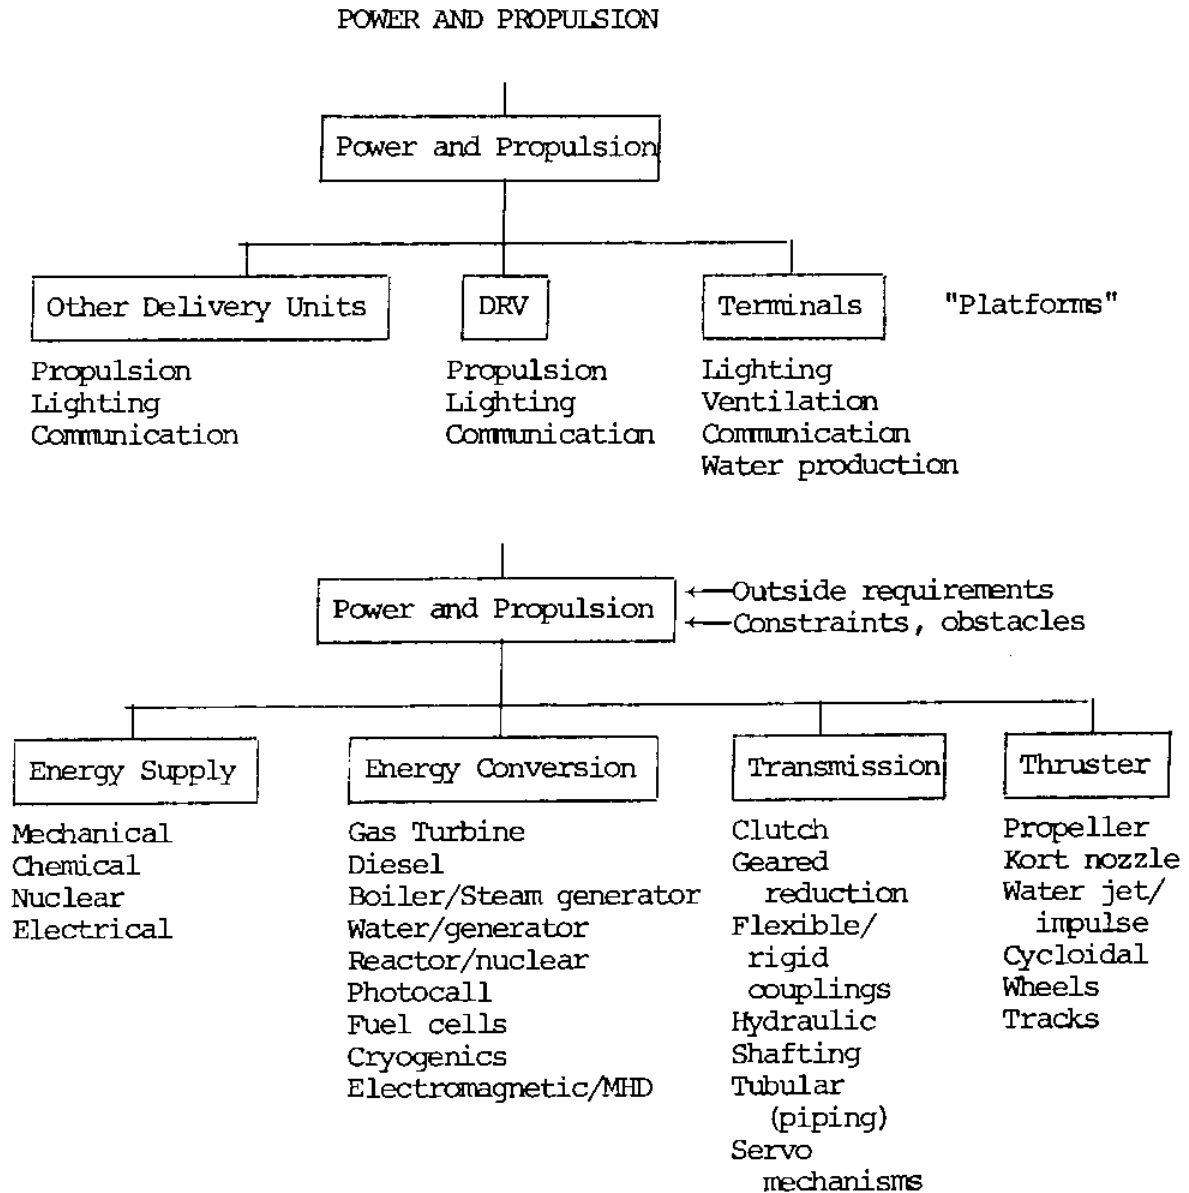 POWER AND PROPULSION
Power and Propulsion
Other Delivery Units
DRV
Terminals
"Platforms"
Propulsion
Lighting
Communication
Propulsion
Lighting
Communication
Lighting
Ventilation
Communication
Water production
Power and Propulsion
←Outside requirements
←Constraints, obstacles
Energy Supply
Energy Conversion
Transmission
Thruster
Mechanical
Chemical
Nuclear
Electrical
Gas Turbine
Diesel
Boiler/Steam generator
Water/generator
Reactor/nuclear
Photocall
Fuel cells
Cryogenics
Electromagnetic/MHD
Clutch
Geared
reduction
Flexible/
rigid
couplings
Hydraulic
Shafting
Tubular
(piping)
Servo
mechanisms
Propeller
Kort nozzle
Water jet/
impulse
Cycloidal
Wheels
Tracks